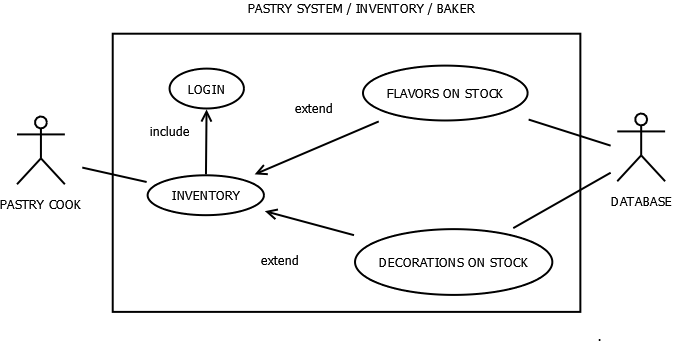 PASTRY SYSTEM / INVENTORY / BAKER
LOGIN
FLAVORS ON STOCK
extend
include
PASTRY COOK
INVENTORY
DATABASE
extend
DECORATIONS ON STOCK
.